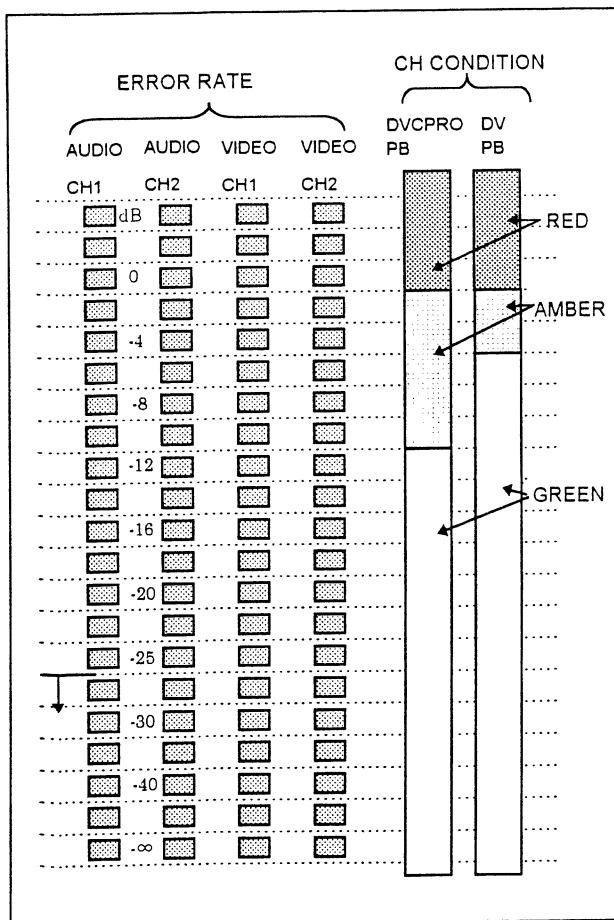 CH CONDITION
ERROR RATE
DVCPRO DV
PB PB
AUDIO AUDIO VIDEO VIDEO
CH1 CH2 CH1 CH2
dB
RED
0
AMBER
-4
-8
-12
GREEN
-16
-20
-25
-30
-40
-∞